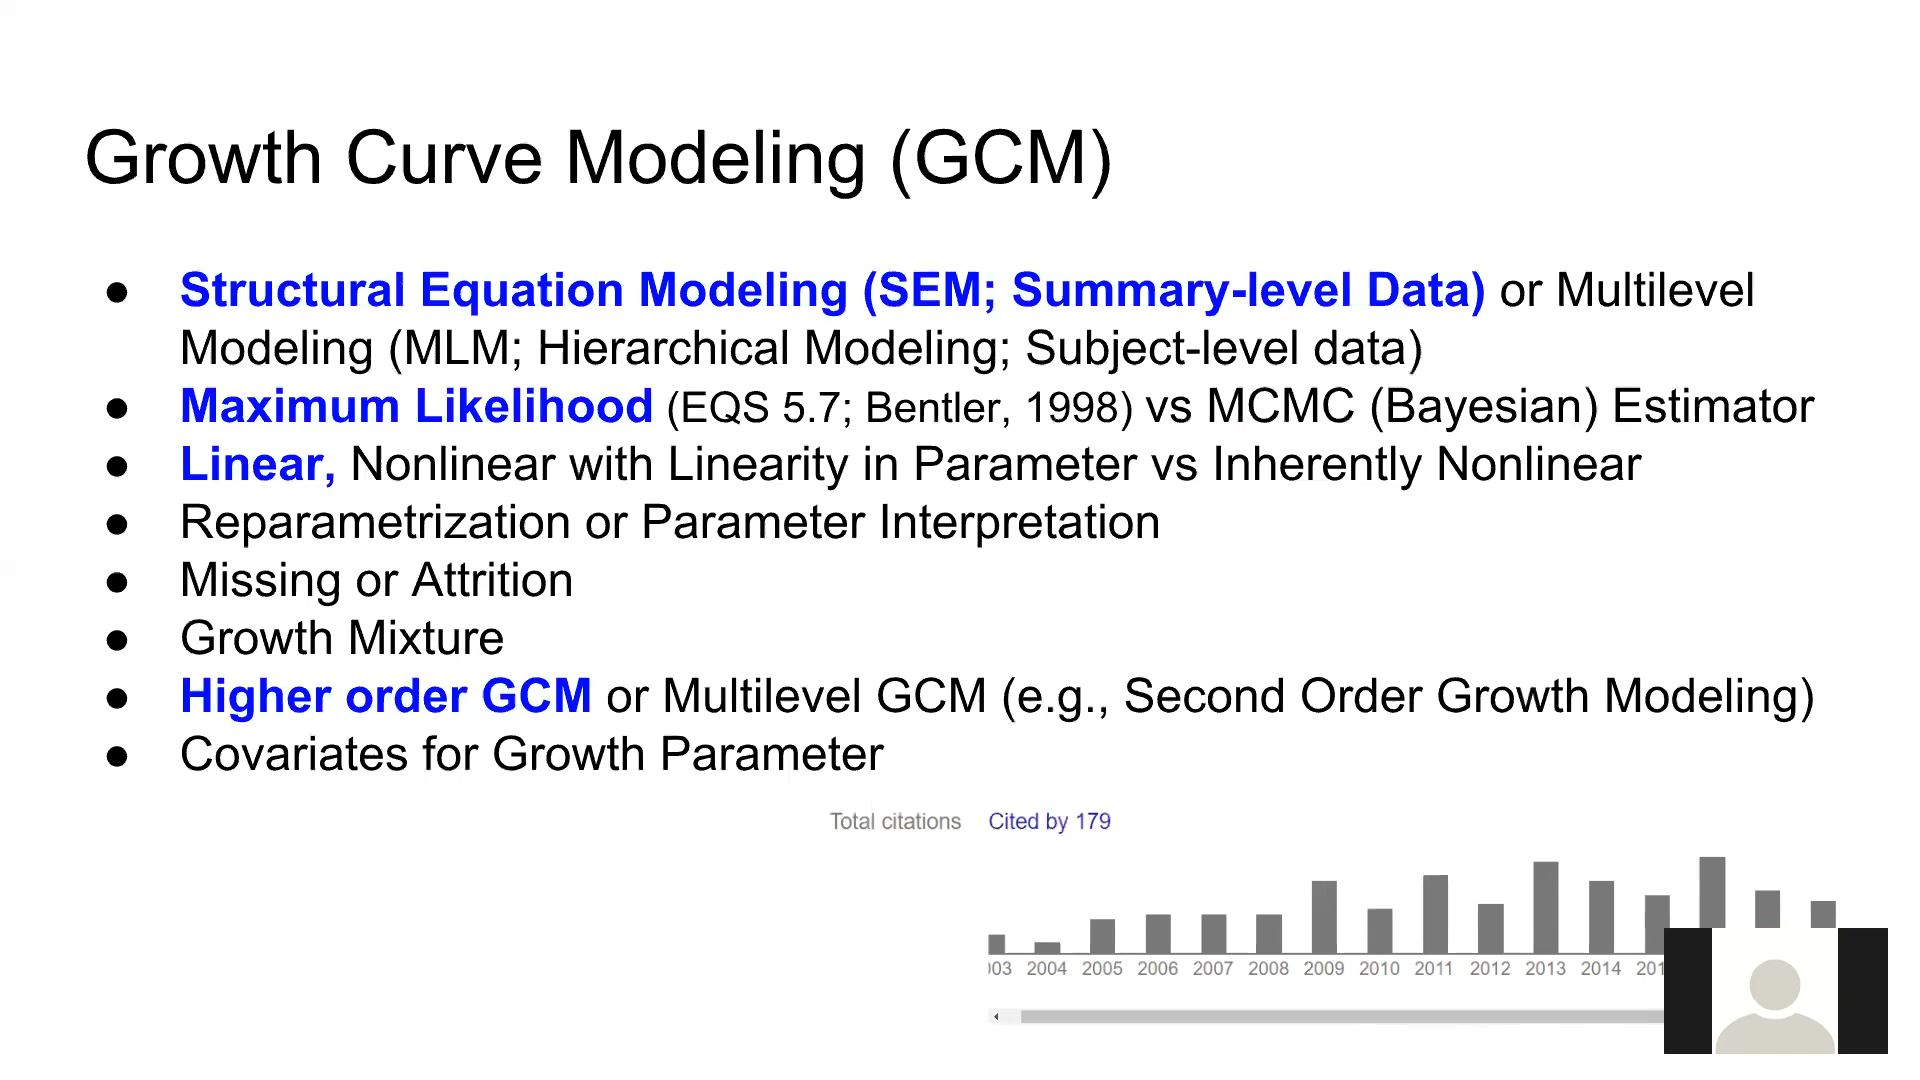 Growth Curve Modeling (GCM)
● Structural Equation Modeling (SEM; Summary-level Data) or Multilevel
Modeling (MLM; Hierarchical Modeling; Subject-level data)
● Maximum Likelihood (EQS 5.7; Bentler, 1998) vs MCMC (Bayesian) Estimator
● Linear, Nonlinear with Linearity in Parameter vs Inherently Nonlinear
● Reparametrization or Parameter Interpretation
● Missing or Attrition
● Growth Mixture
● Higher order GCM or Multilevel GCM (e.g., Second Order Growth Modeling)
● Covariates for Growth Parameter
Total citations Cited by 179
2004 2005 2006 2007 2008 2009 2010 2011 2012 2013 2014